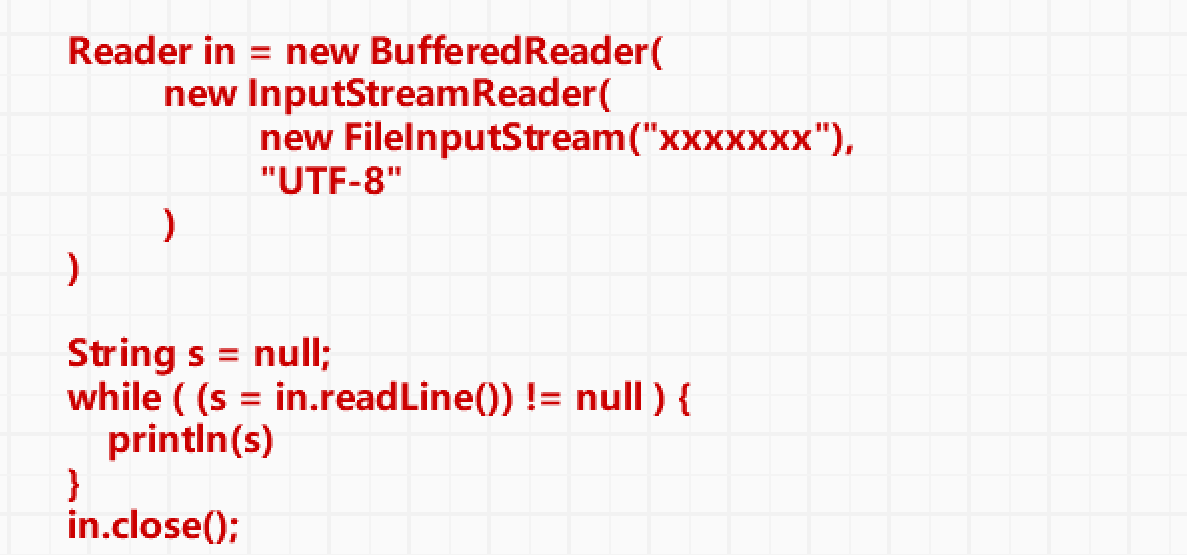 Reader in = new BufferedReader(
new InputStreamReader(
new FileInputStream("xxxxxxx"),
"UTF-8"
)
)
String s = null;
while ( (s = in.readLine()) != null ) {
println(s)
}
in.close();